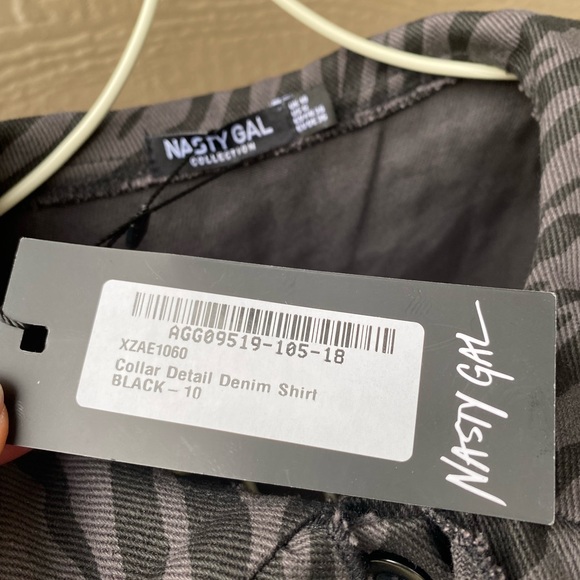 NASTY GAL
COLLECTION
AGG09519-105-18
XZAE1060
Collar Detail Denim Shirt
BLACK - 10
NASTY GAL